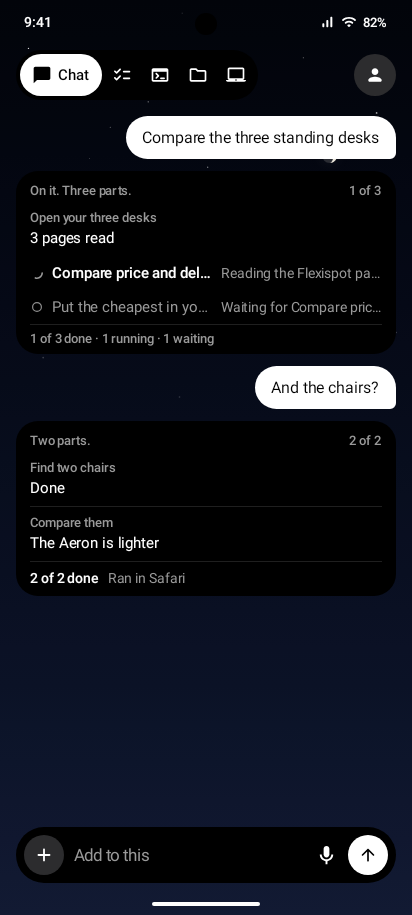 9:41
82%
Chat
Compare the three standing desks
On it. Three parts.
1 of 3
Open your three desks
3 pages read
Compare price and del…
Reading the Flexispot pa…
Put the cheapest in yo…
Waiting for Compare pric…
1 of 3 done · 1 running · 1 waiting
And the chairs?
Two parts.
2 of 2
Find two chairs
Done
Compare them
The Aeron is lighter
2 of 2 done
Ran in Safari
Add to this